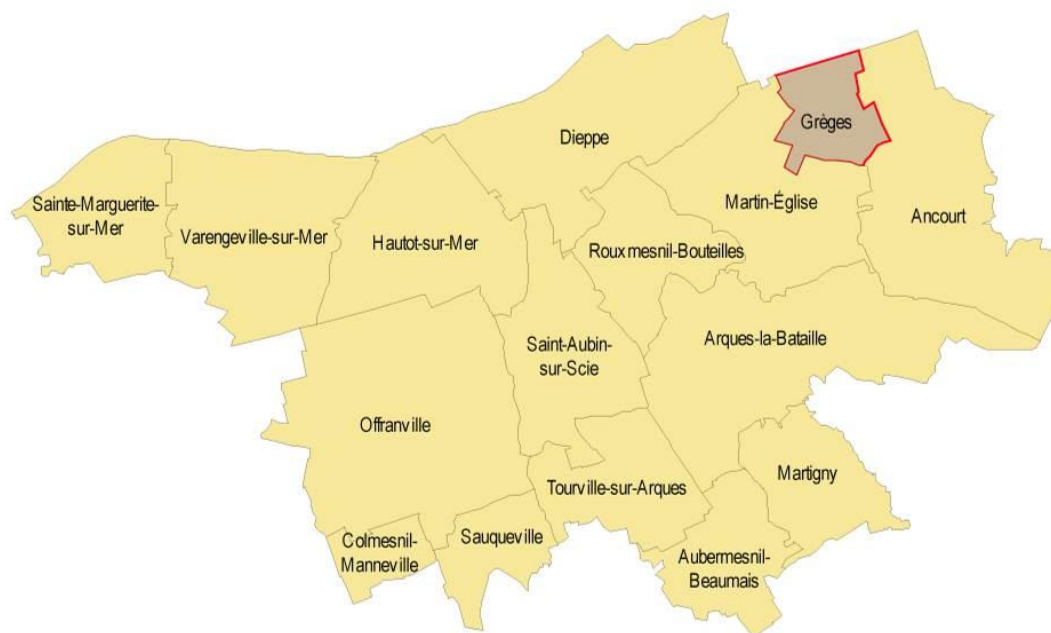 Grèges
Dieppe
Sainte-Marguerite-
sur-Mer
Varengeville-sur-Mer
Hautot-sur-Mer
Martin-Église
Ancourt
Rouxmesnil-Bouteilles
Saint-Aubin-
sur-Scie
Arques-la-Bataille
Offranville
Martigny
Tourville-sur-Arques
Colmesnil-
Manneville
Sauqueville
Aubermesnil-
Beaumais